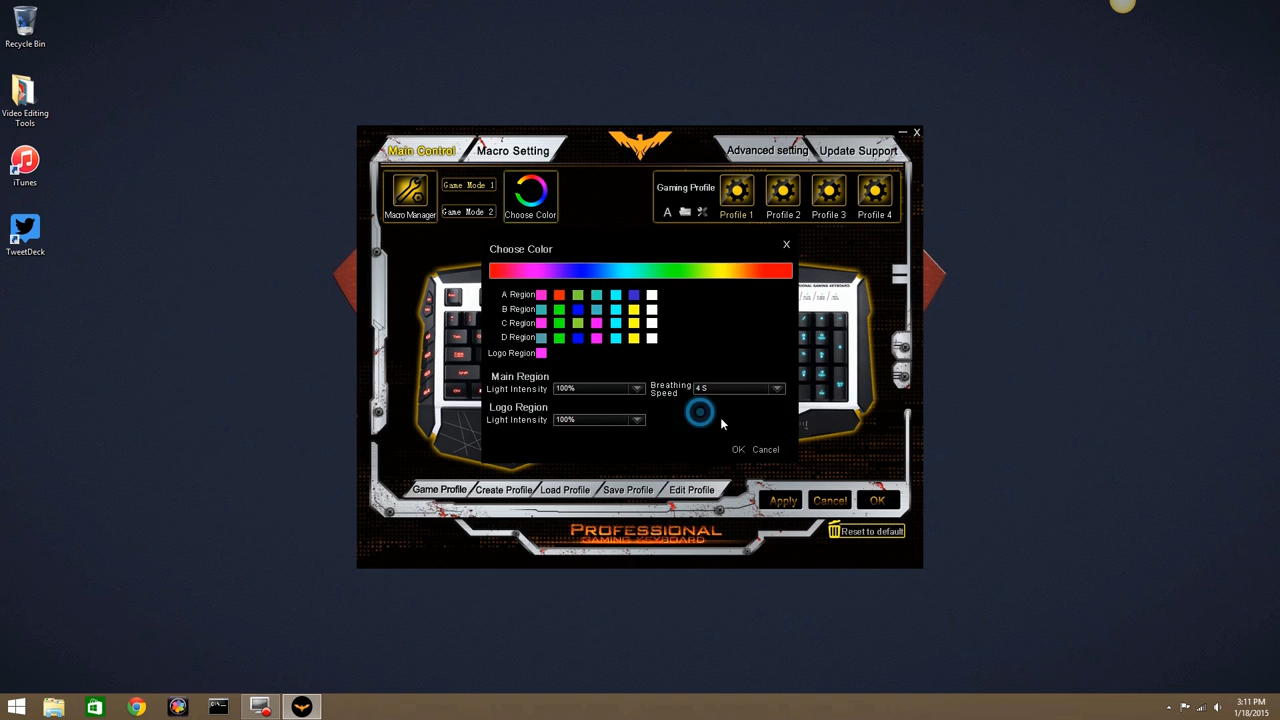 Recycle Bin
Video Editing
Tools
iTunes
TweetDeck
X
Main Control
Macro Setting
Advanced setting
Update Support
Macro Manager
Game Mode 1
Game Mode 2
Choose Color
Gaming Profile
A
Profile 1
Profile 2
Profile 3
Profile 4
Choose Color
X
A Region
B Region
C Region
D Region
Logo Region
Main Region
Light Intensity
100%
Breathing
Speed
4 S
Logo Region
Light Intensity
100%
OK
Cancel
Game Profile
Create Profile
Load Profile
Save Profile
Edit Profile
Apply
Cancel
OK
PROFESSIONAL
GAMING KEYBOARD
Reset to default
3:11 PM
1/18/2015